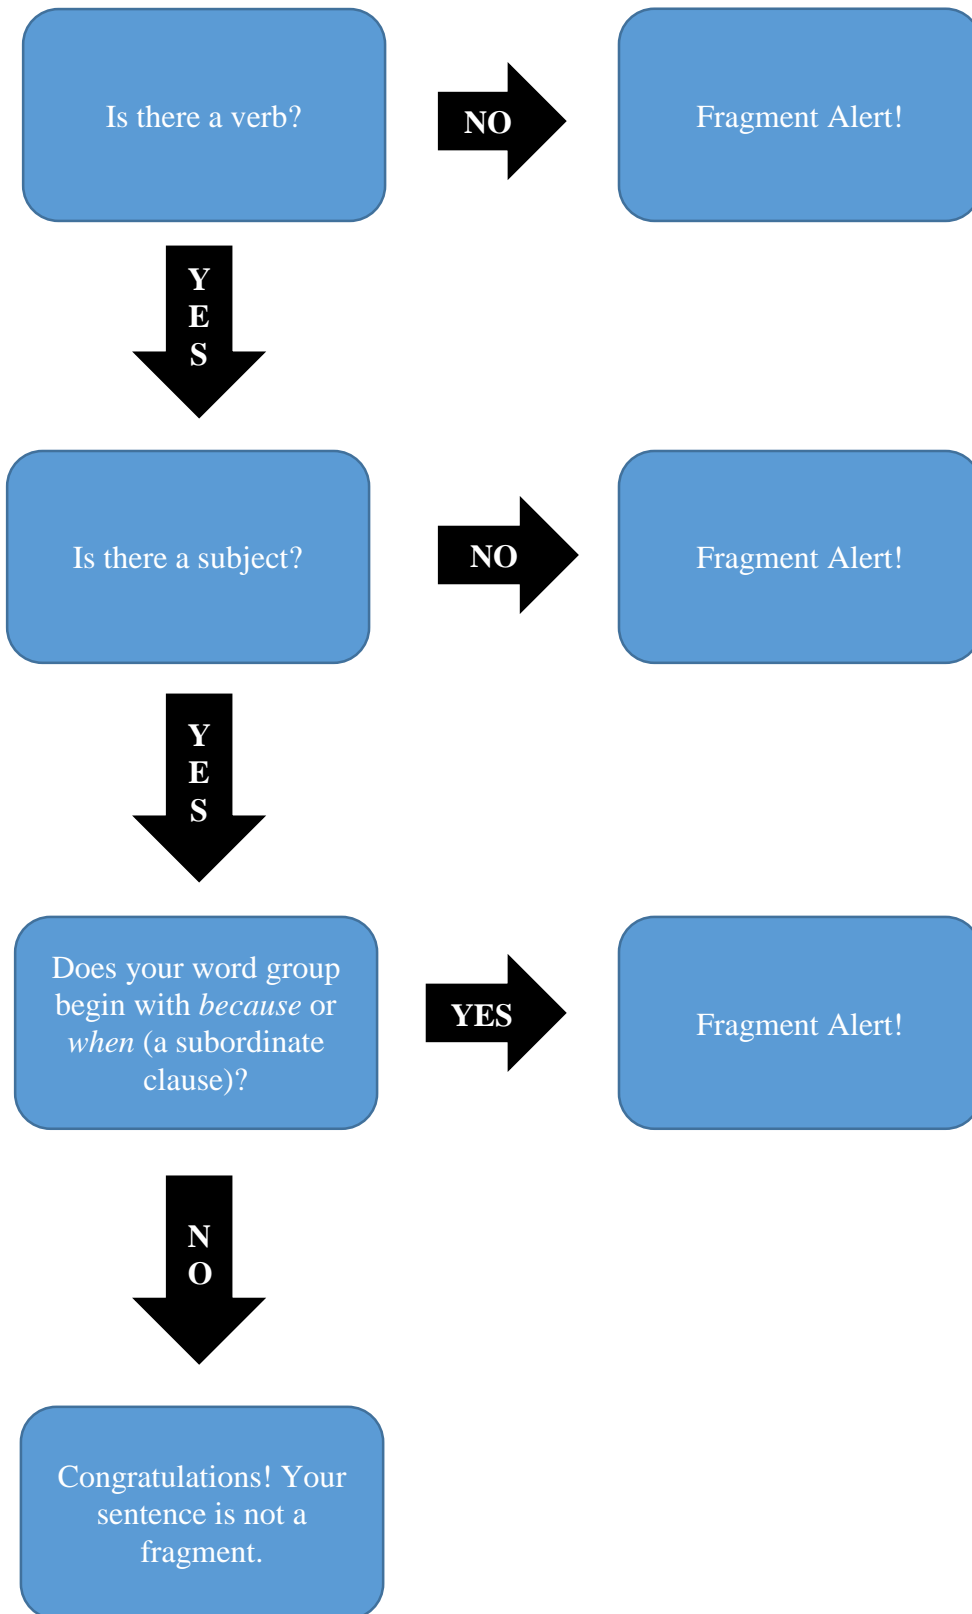 Is there a verb?
NO
Fragment Alert!
Y
E
S
Is there a subject?
NO
Fragment Alert!
Y
E
S
Does your word group
begin with because or
when (a subordinate
clause)?
YES
Fragment Alert!
N
O
Congratulations! Your
sentence is not a
fragment.